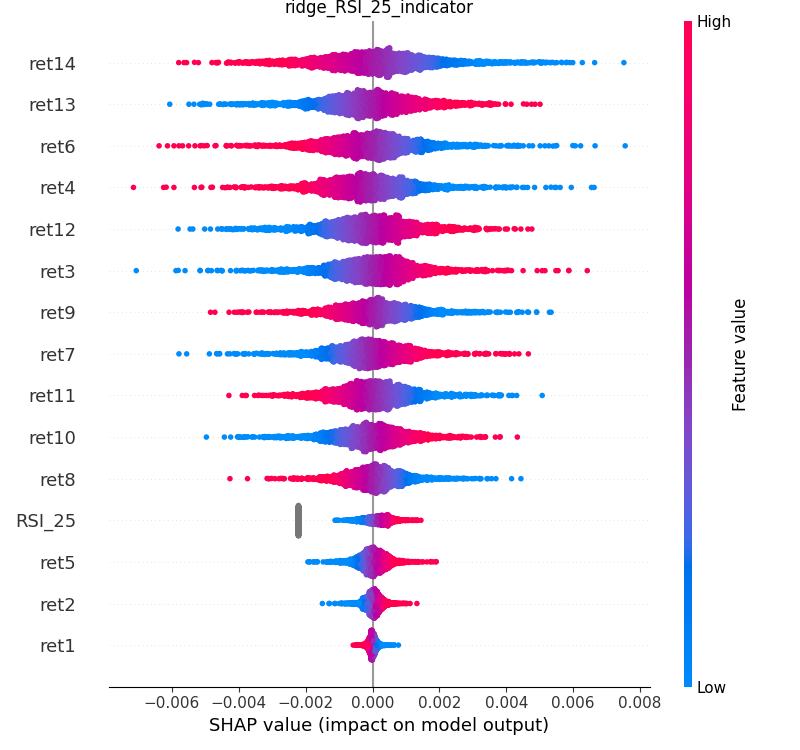 ridge_RSI_25_indicator
High
ret14
ret13
ret6
ret4
ret12
ret3
ret9
ret7
ret11
ret10
ret8
RSI_25
ret5
ret2
ret1
Feature value
Low
−0.006 −0.004 −0.002 0.000 0.002 0.004 0.006 0.008
SHAP value (impact on model output)